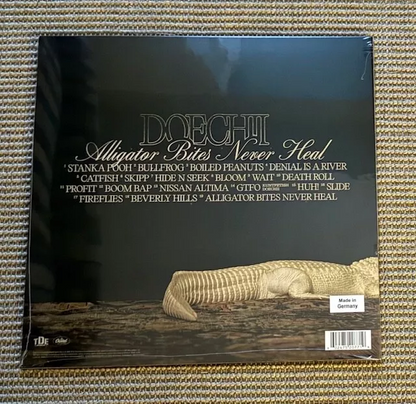 DOECHII
Alligator Bites Never Heal
STANKA POOH BULLFROG BOILED PEANUTS DENIAL IS A RIVER
CATFISH SKIPP HIDE N SEEK BLOOM WAIT DEATH ROLL
PROFIT BOOM BAP NISSAN ALTIMA GTFO HUH! SLIDE
FIREFLIES BEVERLY HILLS ALLIGATOR BITES NEVER HEAL
Made in
Germany
TDE Capitol